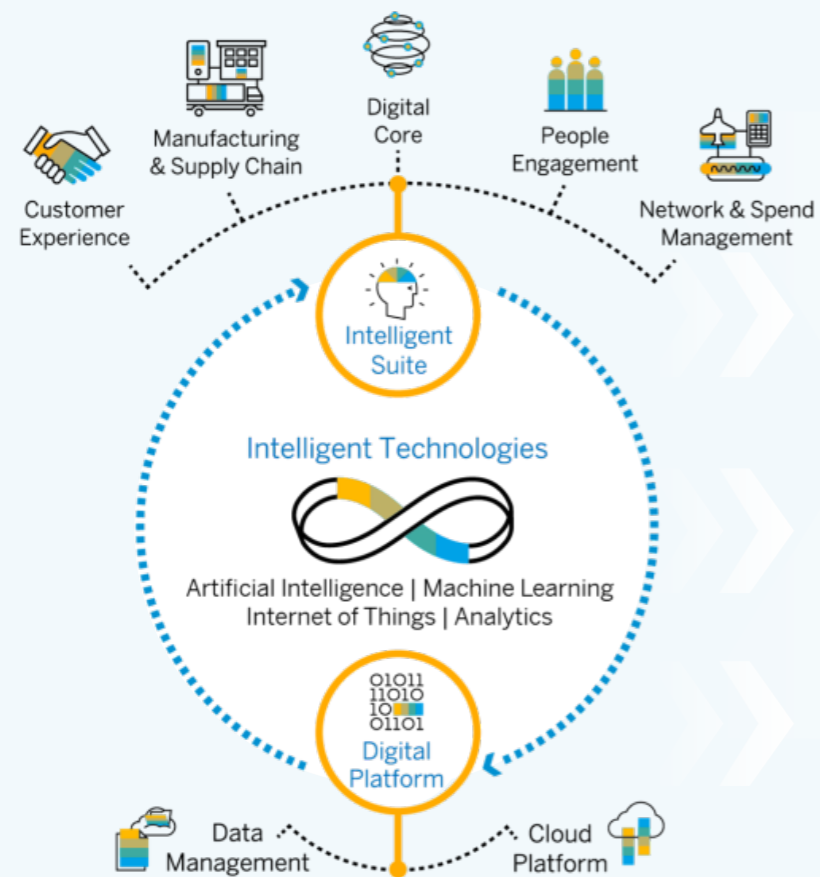 Digital
Core
Manufacturing
& Supply Chain
People
Engagement
Customer
Experience
Network & Spend
Management
Intelligent
Suite
Intelligent Technologies
Artificial Intelligence | Machine Learning
Internet of Things | Analytics
01011
11010
10
01101
Digital
Platform
Data
Management
Cloud
Platform